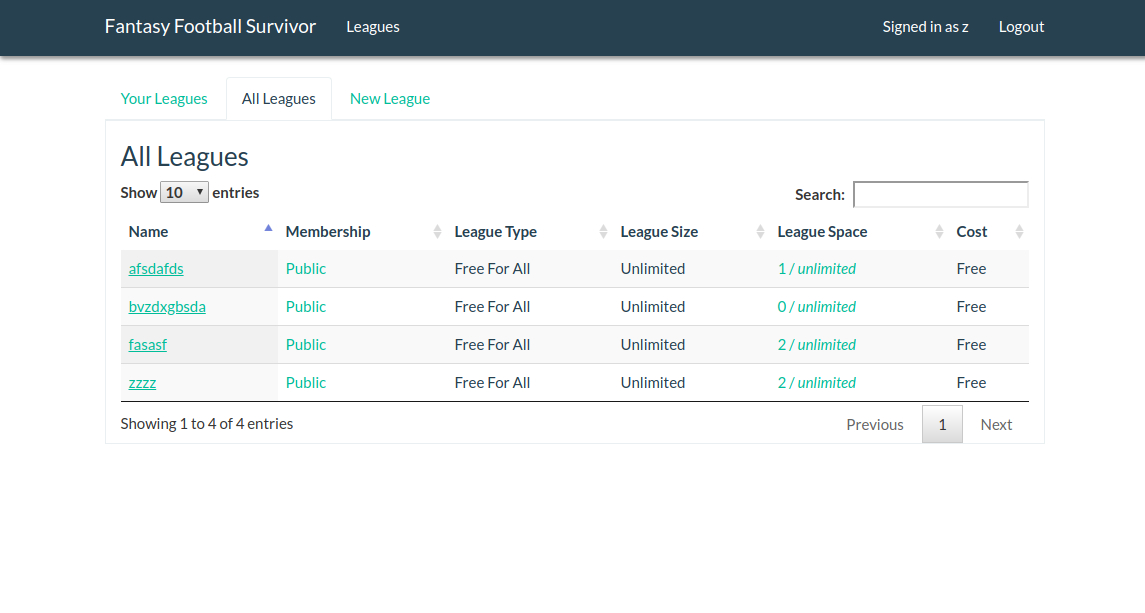 Fantasy Football Survivor Leagues Signed in as z Logout
Your Leagues All Leagues New League
All Leagues
Show 10 entries Search:
Name Membership League Type League Size League Space Cost
afsdafds Public Free For All Unlimited 1 / unlimited Free
bvzdxgbsda Public Free For All Unlimited 0 / unlimited Free
fasasf Public Free For All Unlimited 2 / unlimited Free
zzzz Public Free For All Unlimited 2 / unlimited Free
Showing 1 to 4 of 4 entries Previous 1 Next